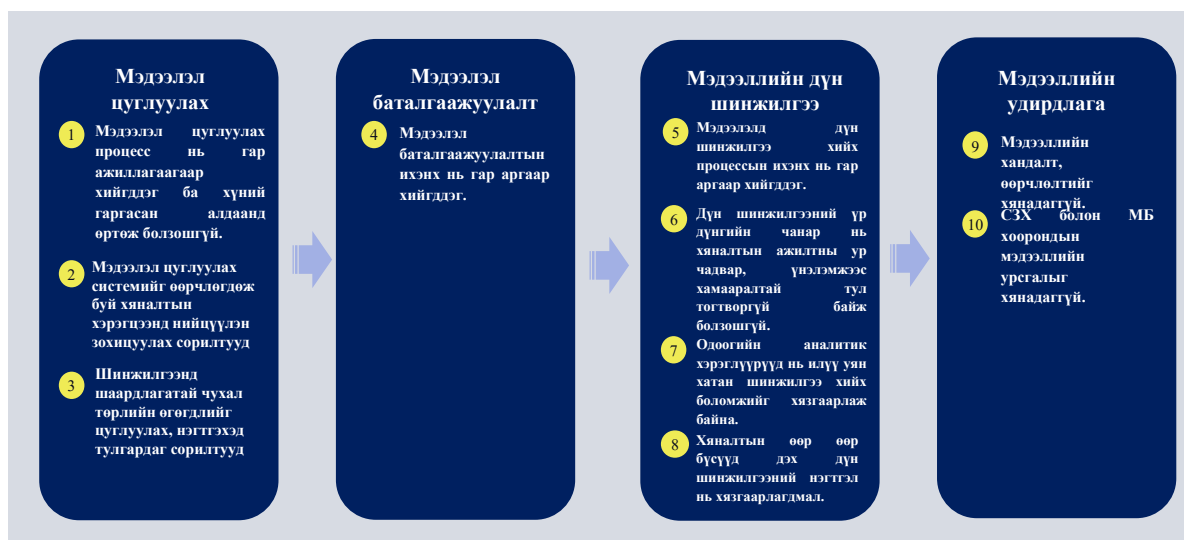 Мэдээлэл
цуглуулах
1
Мэдээлэл цуглуулах
процесс нь гар
ажиллагаагаар
хийгддэг ба хүний
гаргасан алдаанд
өртөж болзошгүй.
2
Мэдээлэл цуглуулах
системийг өөрчлөгдөж
буй хяналтын
хэрэгцээнд нийцүүлэн
зохицуулах сорилтууд
3
Шинжилгээнд
шаардлагатай чухал
төрлийн өгөгдлийг
цуглуулах, нэгтгэхэд
тулгардаг сорилтууд
Мэдээлэл
баталгаажуулалт
4
Мэдээлэл
баталгаажуулалтын
ихэнх нь гар аргаар
хийгддэг.
Мэдээллийн дүн
шинжилгээ
5
Мэдээлэлд дүн
шинжилгээ хийх
процессын ихэнх нь гар
аргаар хийгддэг.
6
Дүн шинжилгээний үр
дүнгийн чанар нь
хяналтын ажилтны ур
чадвар, үнэлэмжээс
хамааралтай тул
тогтворгүй байж
болзошгүй.
7
Одоогийн аналитик
хэрэглүүрүүд нь илүү уян
хатан шинжилгээ хийх
боломжийг хязгаарлаж
байна.
8
Хяналтын өөр өөр
бүсүүд дэх дүн
шинжилгээний нэгтгэл
нь хязгаарлагдмал.
Мэдээллийн
удирдлага
9
Мэдээллийн
хандалт,
өөрчлөлтийг
хянадаггүй.
10
СЗХ болон МБ
хоорондын
мэдээллийн
урсгалыг
хянадаггүй.